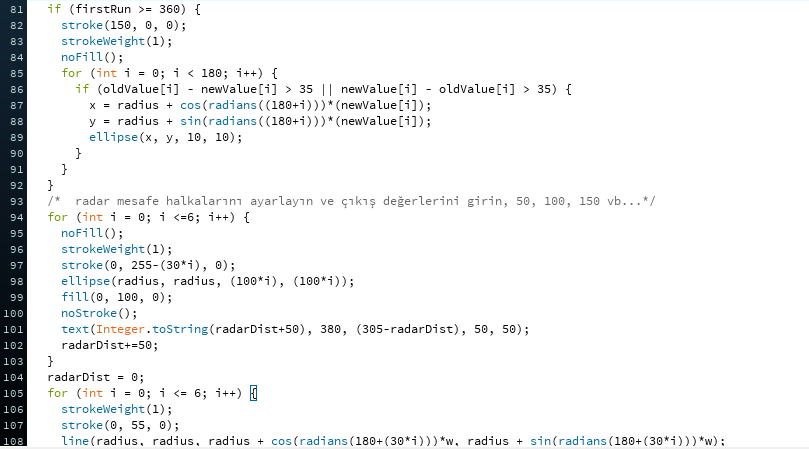 81 if (firstRun >= 360) {
82 stroke(150, 0, 0);
83 strokeWeight(1);
84 noFill();
85 for (int i = 0; i < 180; i++) {
86 if (oldValue[i] - newValue[i] > 35 || newValue[i] - oldValue[i] > 35) {
87 x = radius + cos(radians((180+i)))*(newValue[i]);
88 y = radius + sin(radians((180+i)))*(newValue[i]);
89 ellipse(x, y, 10, 10);
90 }
91 }
92 }
93 /* radar mesafe halkalarını ayarlayın ve çıkış değerlerini girin, 50, 100, 150 vb...*/
94 for (int i = 0; i <=6; i++) {
95 noFill();
96 strokeWeight(1);
97 stroke(0, 255-(30*i), 0);
98 ellipse(radius, radius, (100*i), (100*i));
99 fill(0, 100, 0);
100 noStroke();
101 text(Integer.toString(radarDist+50), 380, (305-radarDist), 50, 50);
102 radarDist+=50;
103 }
104 radarDist = 0;
105 for (int i = 0; i <= 6; i++) {
106 strokeWeight(1);
107 stroke(0, 55, 0);
108 line(radius, radius, radius + cos(radians(180+(30*i)))*w, radius + sin(radians(180+(30*i)))*w);